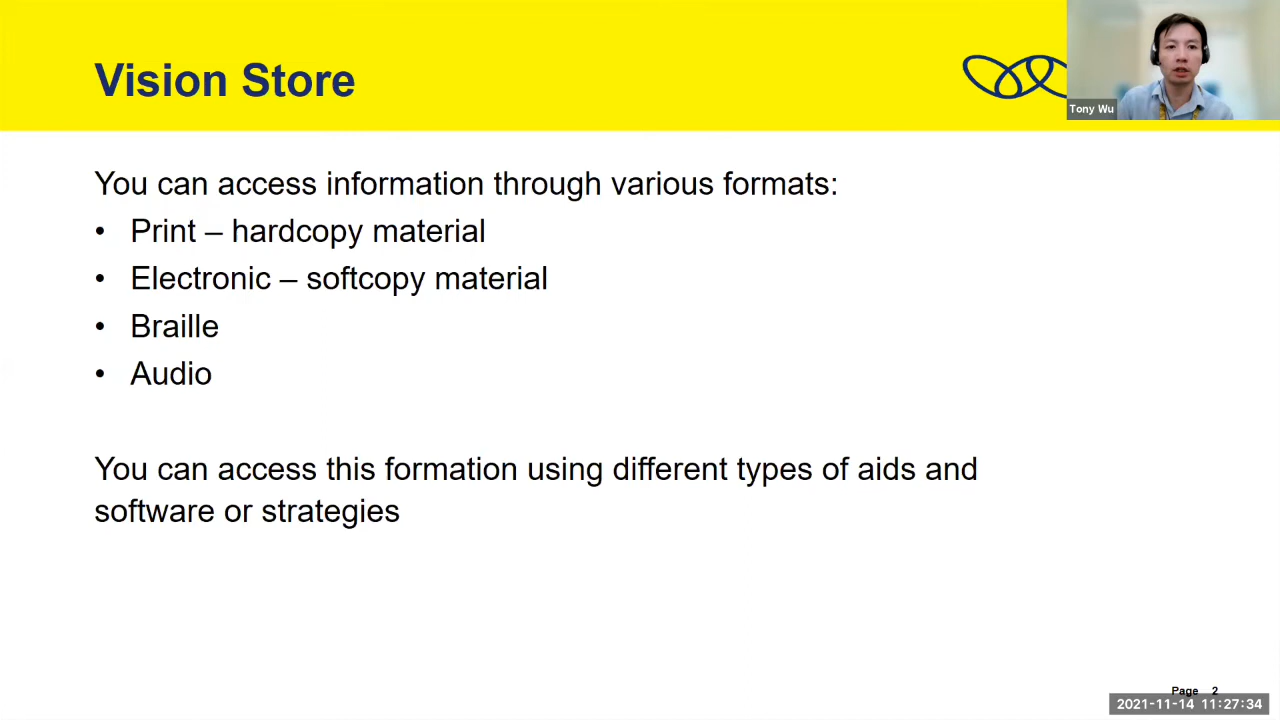 Vision Store
Tony Wu
You can access information through various formats:
• Print – hardcopy material
• Electronic – softcopy material
• Braille
• Audio
You can access this formation using different types of aids and
software or strategies
Page 2
2021-11-14 11:27:34